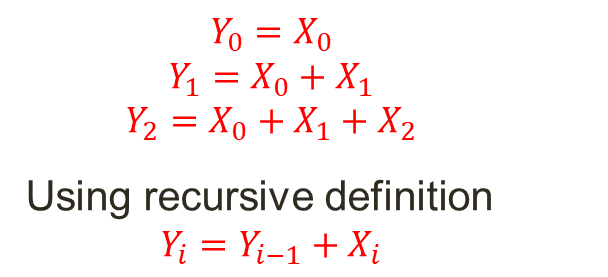 Y₀ = X₀
Y₁ = X₀ + X₁
Y₂ = X₀ + X₁ + X₂
Using recursive definition
Yᵢ = Yᵢ₋₁ + Xᵢ